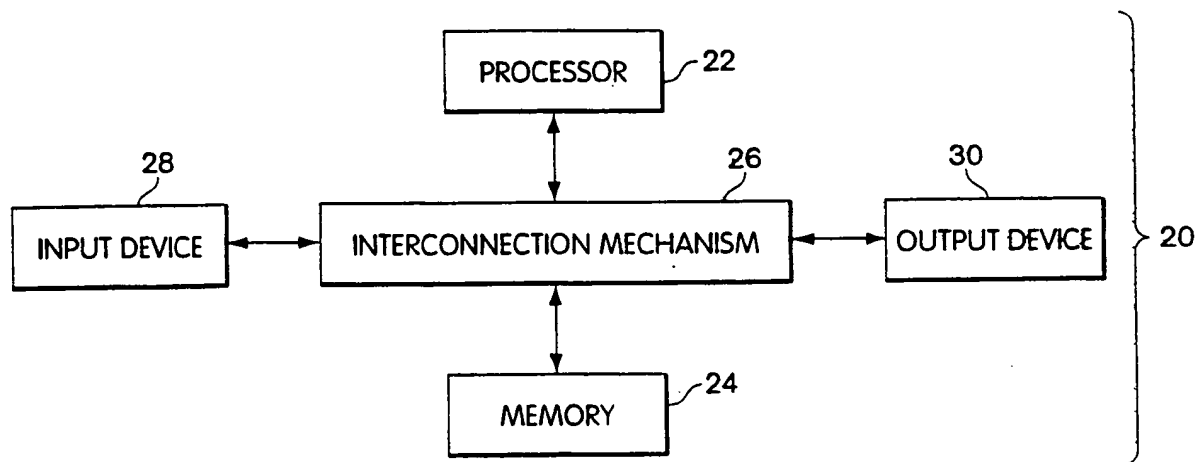 PROCESSOR
22
28
26
30
INPUT DEVICE
INTERCONNECTION MECHANISM
OUTPUT DEVICE
20
MEMORY
24